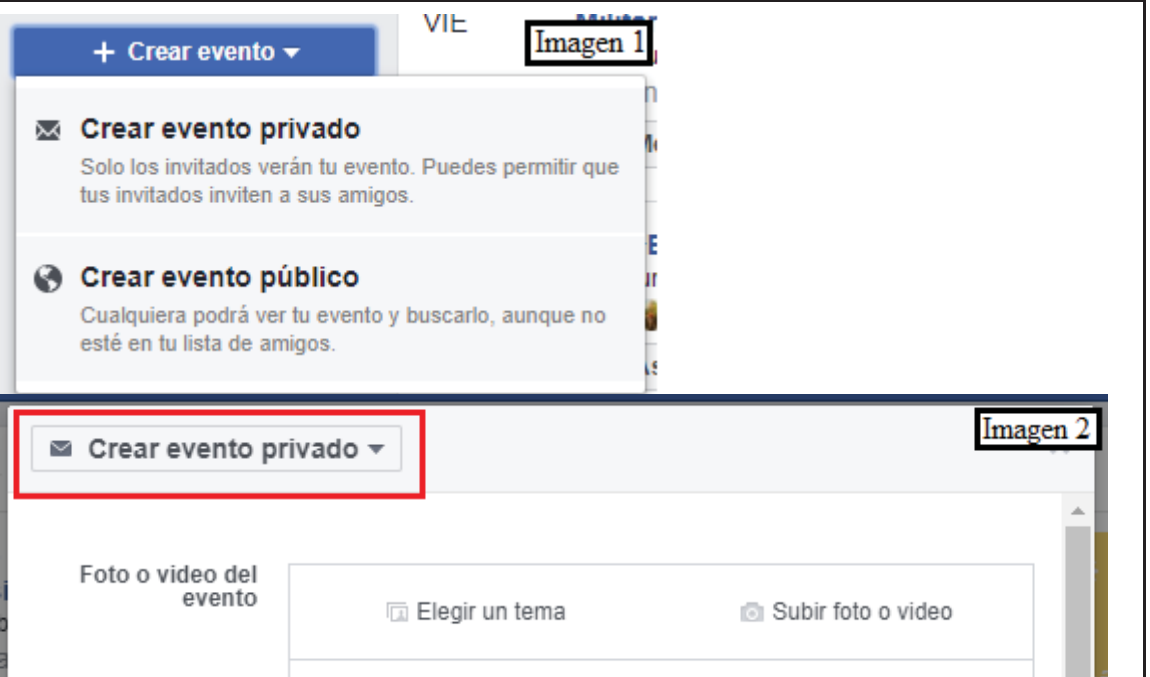 VIE
Imagen 1
+ Crear evento
Crear evento privado
Solo los invitados verán tu evento. Puedes permitir que
tus invitados inviten a sus amigos.
Crear evento público
Cualquiera podrá ver tu evento y buscarlo, aunque no
esté en tu lista de amigos.
Imagen 2
Crear evento privado
Foto o video del
evento
Elegir un tema
Subir foto o video